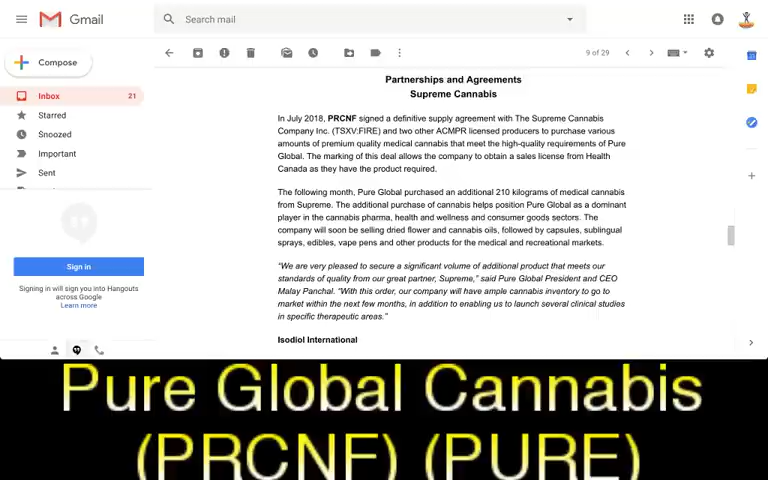 Gmail
Search mail
Compose
9 of 29
Inbox 21
Starred
Snoozed
Important
Sent
Sign in
Signing in will sign you into Hangouts
across Google
Learn more
Partnerships and Agreements
Supreme Cannabis
In July 2018, PRCNF signed a definitive supply agreement with The Supreme Cannabis
Company Inc. (TSXV:FIRE) and two other ACMPR licensed producers to purchase various
amounts of premium quality medical cannabis that meet the high-quality requirements of Pure
Global. The marking of this deal allows the company to obtain a sales license from Health
Canada as they have the product required.
The following month, Pure Global purchased an additional 210 kilograms of medical cannabis
from Supreme. The additional purchase of cannabis helps position Pure Global as a dominant
player in the cannabis pharma, health and wellness and consumer goods sectors. The
company will soon be selling dried flower and cannabis oils, followed by capsules, sublingual
sprays, edibles, vape pens and other products for the medical and recreational markets.
“We are very pleased to secure a significant volume of additional product that meets our
standards of quality from our great partner, Supreme,” said Pure Global President and CEO
Malay Panchal. “With this order, our company will have ample cannabis inventory to go to
market within the next few months, in addition to enabling us to launch several clinical studies
in specific therapeutic areas.”
Isodiol International
Pure Global Cannabis
(PRCNF) (PURE)